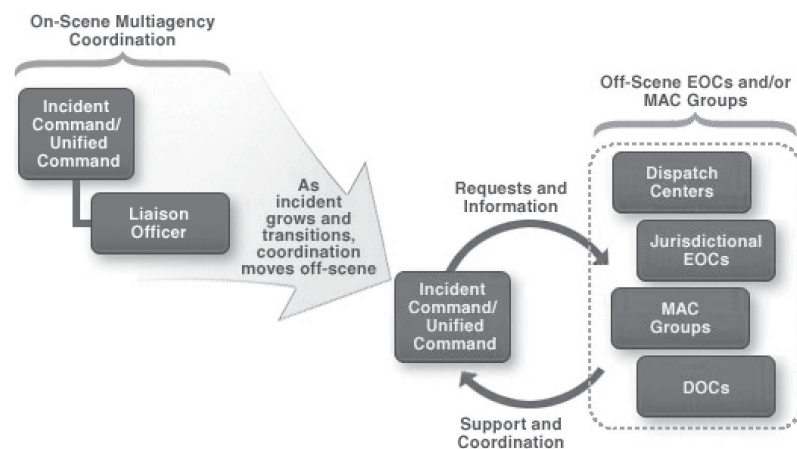 On-Scene Multiagency
Coordination
Incident
Command/
Unified
Command
Liaison
Officer
As
incident
grows and
transitions,
coordination
moves off-scene
Incident
Command/
Unified
Command
Requests and
Information
Support and
Coordination
Off-Scene EOCs and/or
MAC Groups
Dispatch
Centers
Jurisdictional
EOCs
MAC
Groups
DOCs